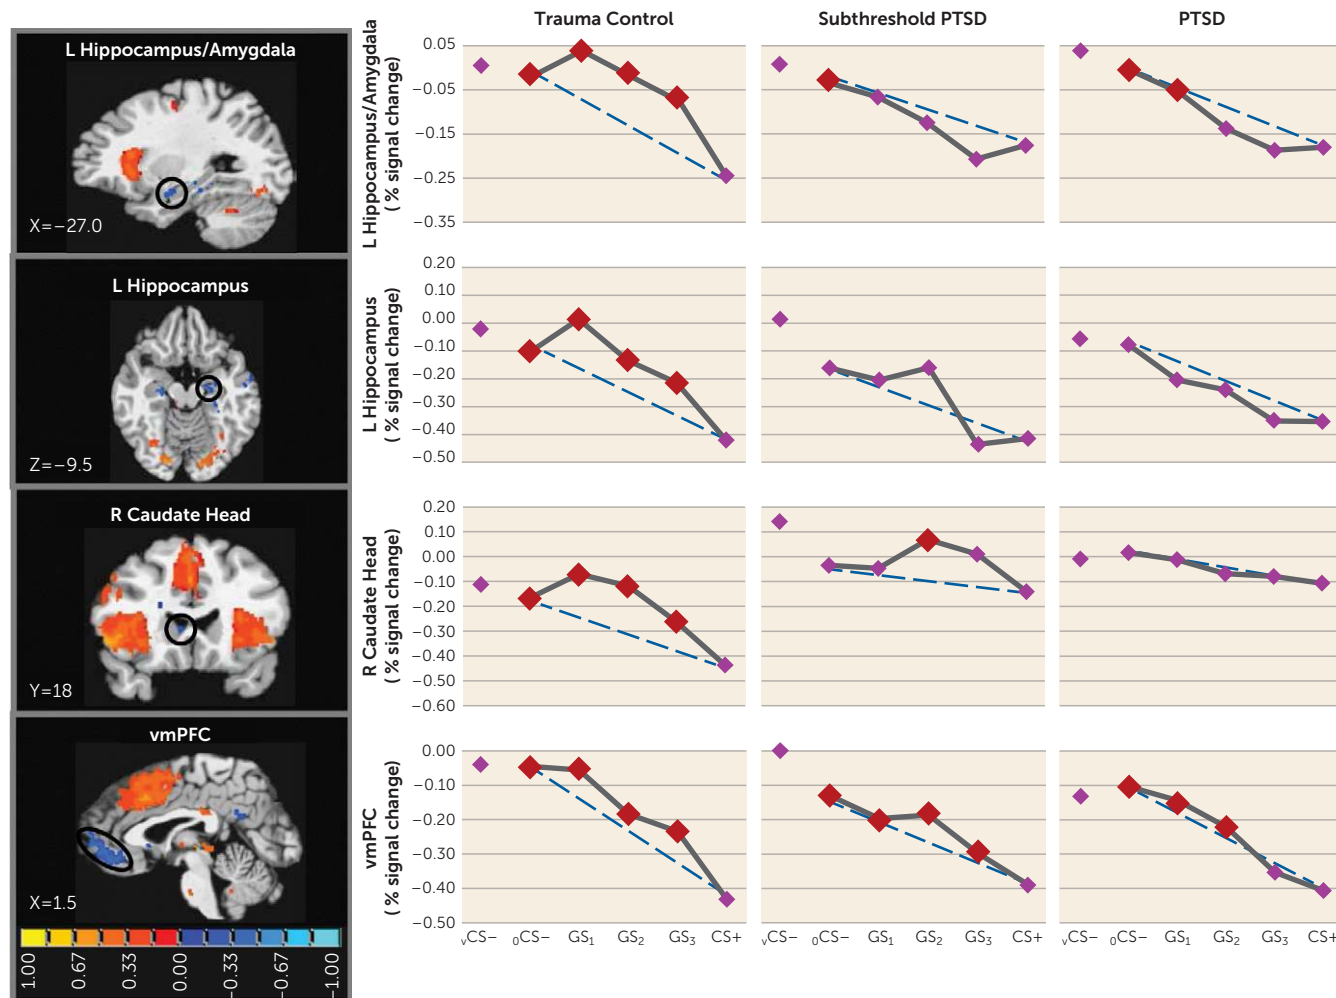 Trauma Control
Subthreshold PTSD
PTSD
L Hippocampus/Amygdala
X=−27.0
L Hippocampus/Amygdala
( % signal change)
0.05
−0.05
−0.15
−0.25
−0.35
L Hippocampus
Z=−9.5
L Hippocampus
( % signal change)
0.20
0.10
0.00
−0.10
−0.20
−0.30
−0.40
−0.50
R Caudate Head
Y=18
R Caudate Head
( % signal change)
0.20
0.10
0.00
−0.10
−0.20
−0.30
−0.40
−0.50
−0.60
vmPFC
X=1.5
vmPFC
( % signal change)
0.00
−0.10
−0.20
−0.30
−0.40
−0.50
1.00 0.67 0.33 0.00 −0.33 −0.67 −1.00
vCS− 0CS− GS1 GS2 GS3 CS+
vCS− 0CS− GS1 GS2 GS3 CS+
vCS− 0CS− GS1 GS2 GS3 CS+